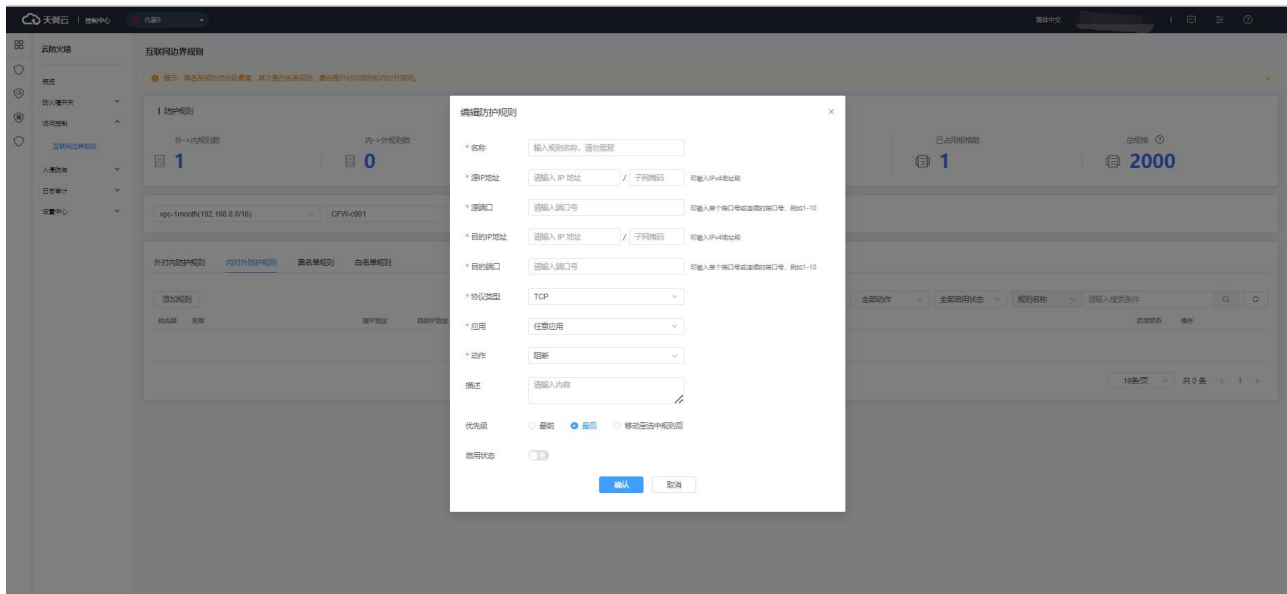 天翼云 | 控制中心
内蒙8
简体中文
云防火墙
概览
防火墙开关
访问控制
互联网边界规则
入侵防御
日志审计
设置中心
互联网边界规则
提示：黑名单规则优先级最高，其次是白名单规则，最后是外对内规则和内对外规则。
防护规则
外->内规则数
1
内->外规则数
0
已占用规格数
1
总规格
2000
vpc-1month(192.168.0.0/16)
CFW-c901
外对内防护规则 内对外防护规则 黑名单规则 白名单规则
添加规则
全部动作 全部启用状态 规则名称 请输入搜索条件
优先级 名称 源IP地址 目的IP地址 启用状态 操作
10条/页 共 0 条 < 1 >
编辑防护规则
* 名称 输入规则名称，请勿重复
* 源IP地址 请输入 IP 地址 / 子网掩码 可输入IPv4地址段
* 源端口 请输入端口号 可输入单个端口号或连续的端口号，例如1-10
* 目的IP地址 请输入 IP 地址 / 子网掩码 可输入IPv4地址段
* 目的端口 请输入端口号 可输入单个端口号或连续的端口号，例如1-10
* 协议类型 TCP
* 应用 任意应用
* 动作 阻断
描述 请输入内容
优先级 最前 最后 移动至选中规则后
启用状态 关
确认 取消